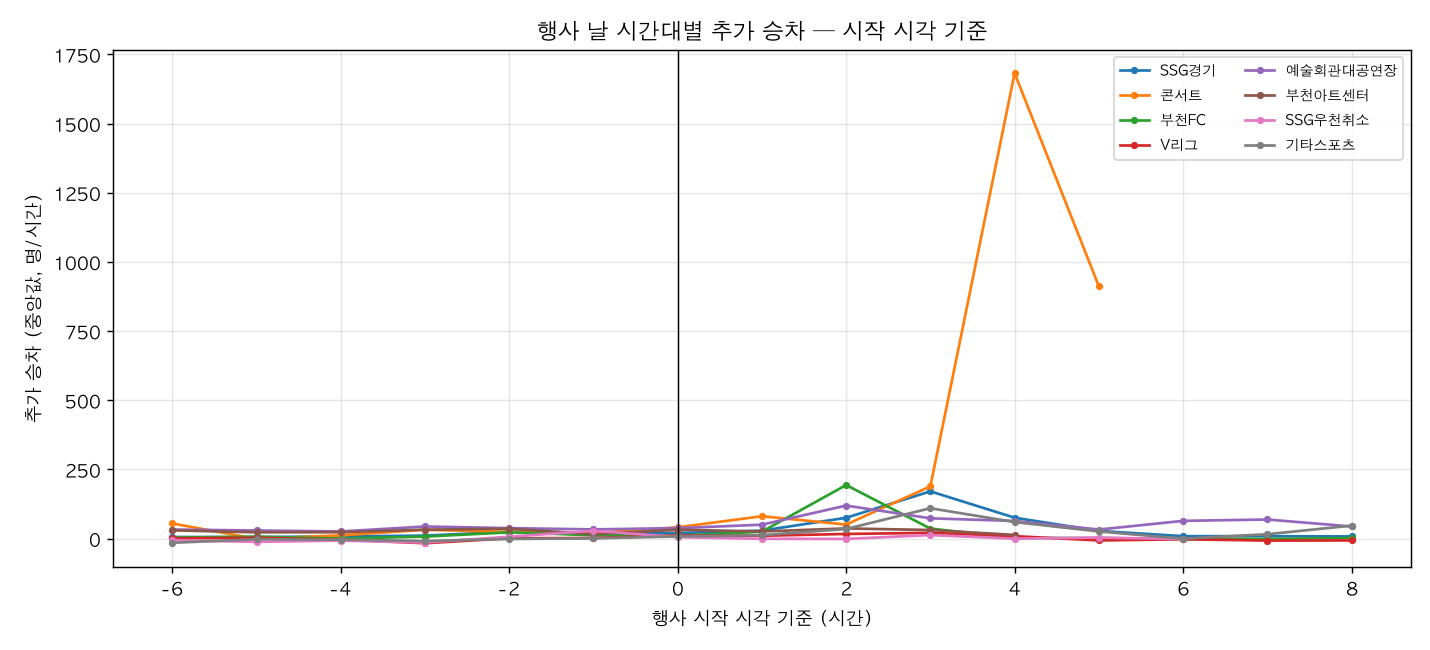 행사 날 시간대별 추가 승차 — 시작 시각 기준
추가 승차 (중앙값, 명/시간)
1750
1500
1250
1000
750
500
250
0
SSG경기
콘서트
부천FC
V리그
예술회관대공연장
부천아트센터
SSG우천취소
기타스포츠
-6 -4 -2 0 2 4 6 8
행사 시작 시각 기준 (시간)